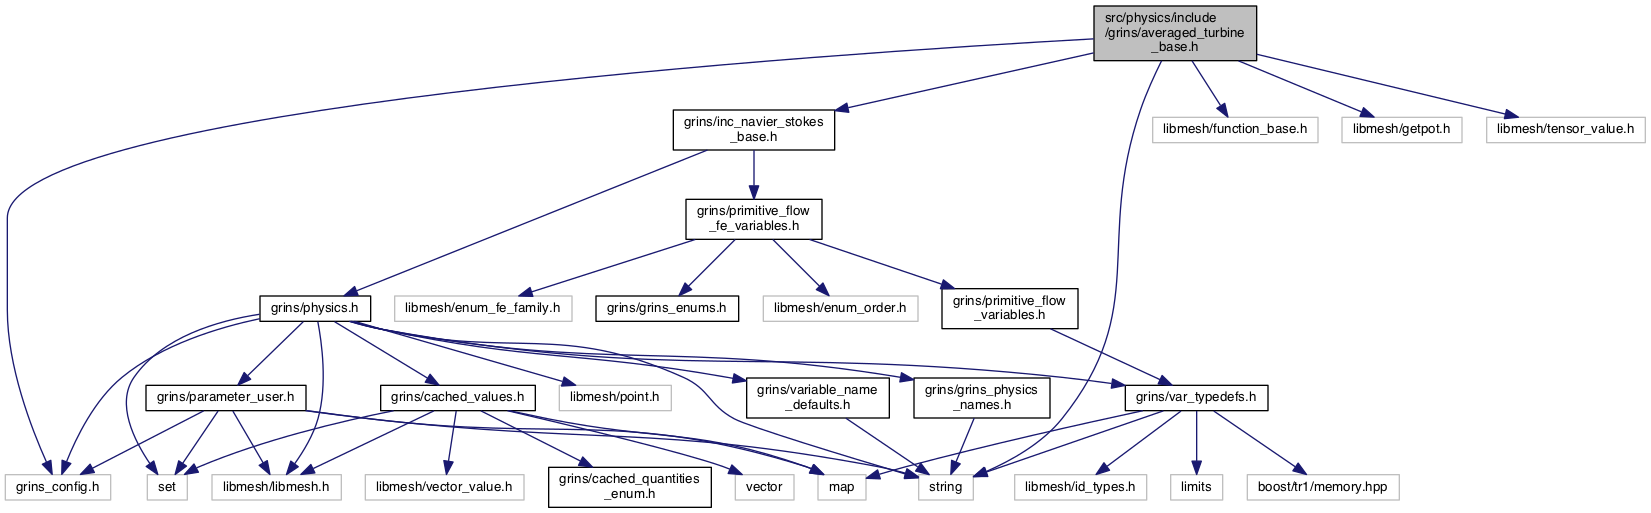 src/physics/include
/grins/averaged_turbine
_base.h
grins/inc_navier_stokes
_base.h
libmesh/function_base.h
libmesh/getpot.h
libmesh/tensor_value.h
grins/primitive_flow
_fe_variables.h
grins/physics.h
libmesh/enum_fe_family.h
grins/grins_enums.h
libmesh/enum_order.h
grins/primitive_flow
_variables.h
grins/parameter_user.h
grins/cached_values.h
libmesh/point.h
grins/variable_name
_defaults.h
grins/grins_physics
_names.h
grins/var_typedefs.h
grins_config.h
set
libmesh/libmesh.h
libmesh/vector_value.h
grins/cached_quantities
_enum.h
vector
map
string
libmesh/id_types.h
limits
boost/tr1/memory.hpp